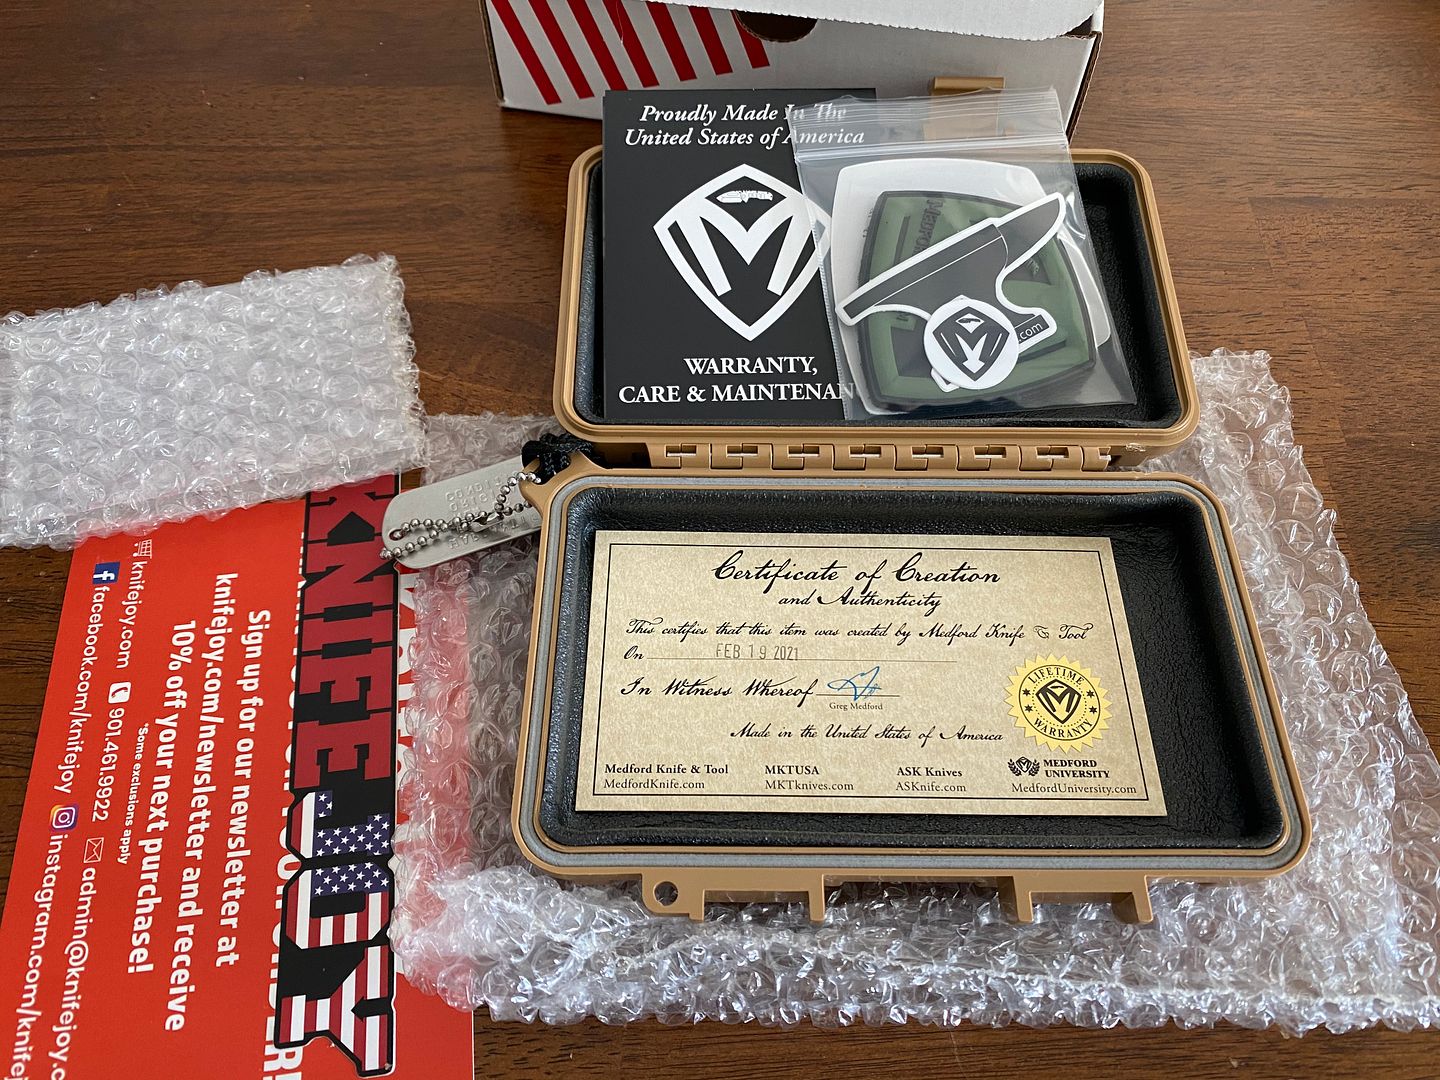 Proudly Made In The
United States of America
WARRANTY,
CARE & MAINTENAN
MEDFOR
.com
Certificate of Creation
and Authenticity
This certifies that this item was created by Medford Knife & Tool
On FEB 19 2021
In Witness Whereof
Greg Medford
Made in the United States of America
LIFETIME
WARRANTY
Medford Knife & Tool
MedfordKnife.com
MKTUSA
MKTknives.com
ASK Knives
ASKnife.com
MEDFORD
UNIVERSITY
MedfordUniversity.com
KNIFEJOY
Sign up for our newsletter at
knifejoy.com/newsletter and receive
10% off your next purchase!
*Some exclusions apply
knifejoy.com 901.461.9922 admin@knifejoy.c
facebook.com/knifejoy instagram.com/knifej